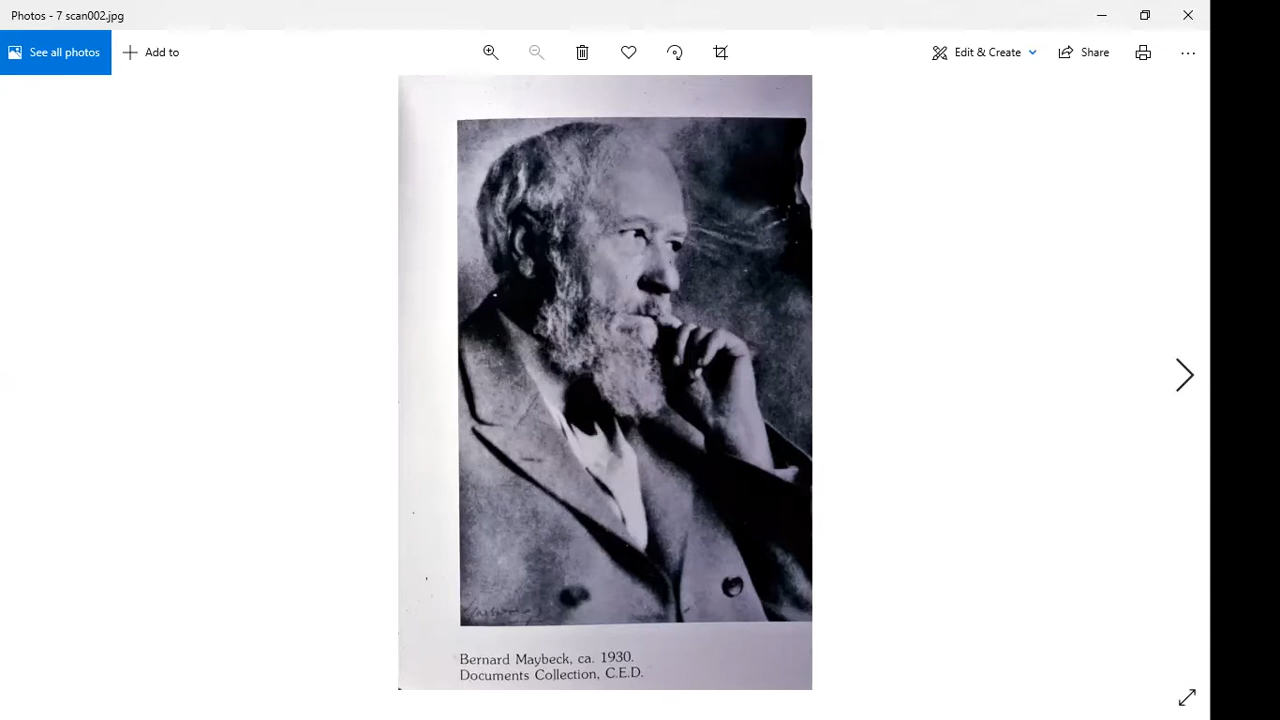 Photos - 7 scan002.jpg
See all photos
Add to
Edit & Create
Share
Bernard Maybeck, ca. 1930.
Documents Collection, C.E.D.